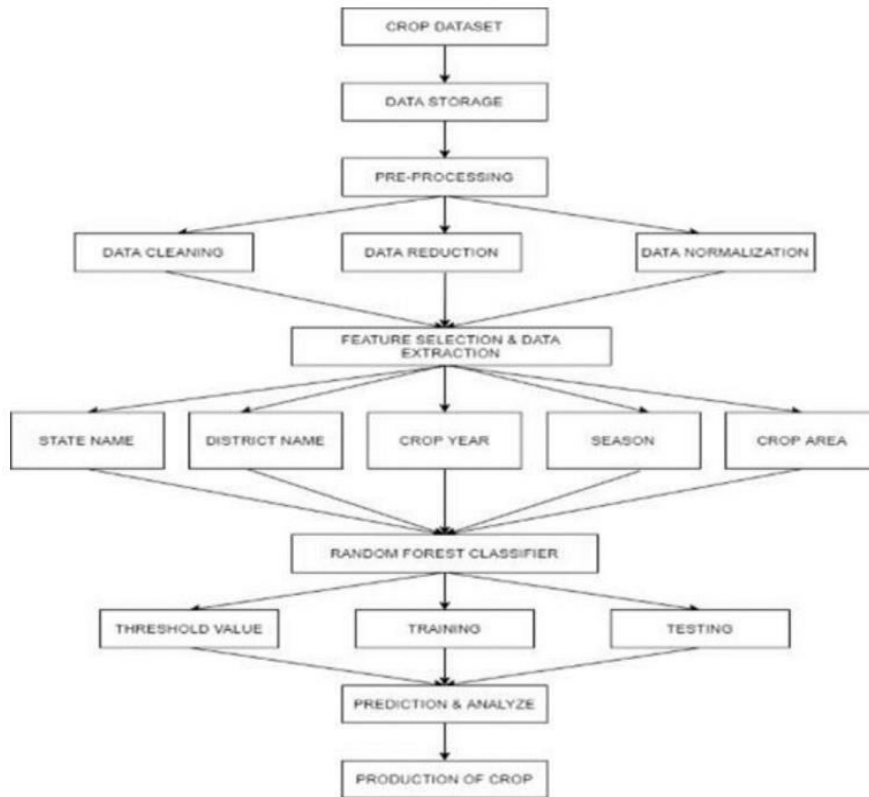 CROP DATASET
DATA STORAGE
PRE-PROCESSING
DATA CLEANING
DATA REDUCTION
DATA NORMALIZATION
FEATURE SELECTION & DATA
EXTRACTION
STATE NAME
DISTRICT NAME
CROP YEAR
SEASON
CROP AREA
RANDOM FOREST CLASSIFIER
THRESHOLD VALUE
TRAINING
TESTING
PREDICTION & ANALYZE
PRODUCTION OF CROP